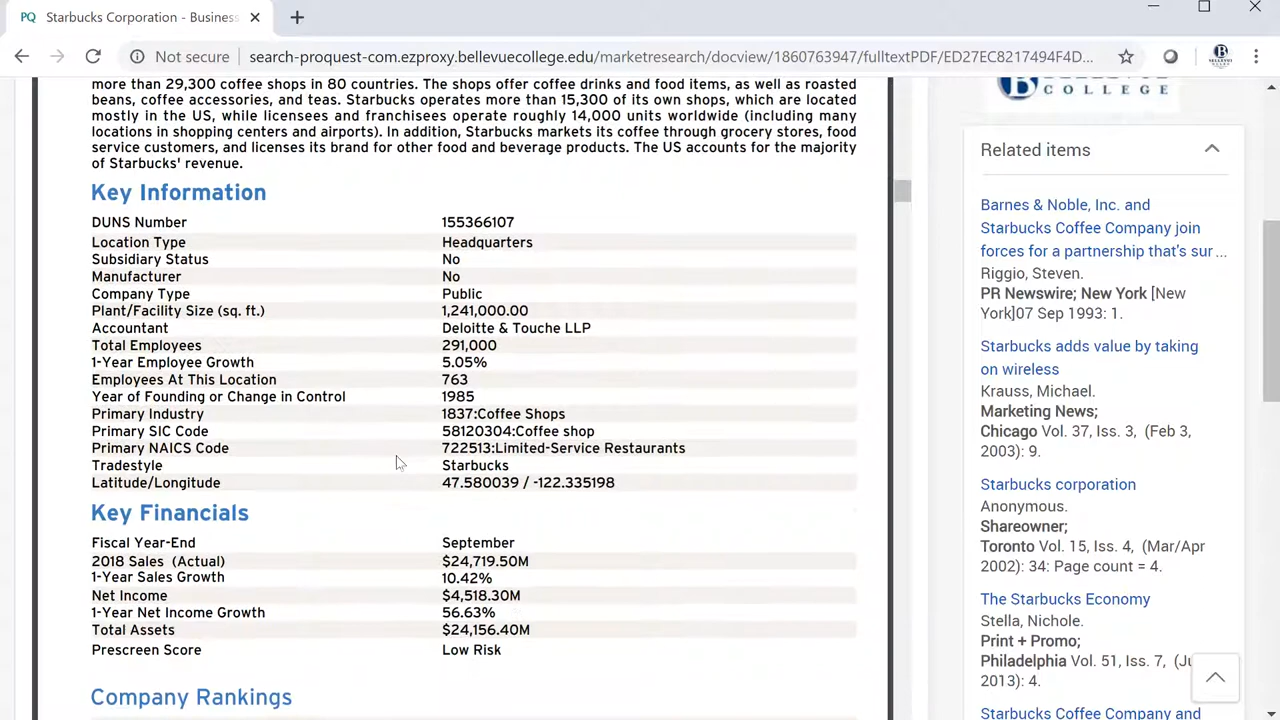 PQ Starbucks Corporation - Business
Not secure
search-proquest-com.ezproxy.bellevuecollege.edu/marketresearch/docview/1860763947/fulltextPDF/ED27EC8217494F4D...
more than 29,300 coffee shops in 80 countries. The shops offer coffee drinks and food items, as well as roasted
beans, coffee accessories, and teas. Starbucks operates more than 15,300 of its own shops, which are located
mostly in the US, while licensees and franchisees operate roughly 14,000 units worldwide (including many
locations in shopping centers and airports). In addition, Starbucks markets its coffee through grocery stores, food
service customers, and licenses its brand for other food and beverage products. The US accounts for the majority
of Starbucks' revenue.
Key Information
DUNS Number 155366107
Location Type Headquarters
Subsidiary Status No
Manufacturer No
Company Type Public
Plant/Facility Size (sq. ft.) 1,241,000.00
Accountant Deloitte & Touche LLP
Total Employees 291,000
1-Year Employee Growth 5.05%
Employees At This Location 763
Year of Founding or Change in Control 1985
Primary Industry 1837:Coffee Shops
Primary SIC Code 58120304:Coffee shop
Primary NAICS Code 722513:Limited-Service Restaurants
Tradestyle Starbucks
Latitude/Longitude 47.580039 / -122.335198
Key Financials
Fiscal Year-End September
2018 Sales (Actual) $24,719.50M
1-Year Sales Growth 10.42%
Net Income $4,518.30M
1-Year Net Income Growth 56.63%
Total Assets $24,156.40M
Prescreen Score Low Risk
Company Rankings
COLLEGE
Related items
Barnes & Noble, Inc. and
Starbucks Coffee Company join
forces for a partnership that's sur ...
Riggio, Steven.
PR Newswire; New York [New
York]07 Sep 1993: 1.
Starbucks adds value by taking
on wireless
Krauss, Michael.
Marketing News;
Chicago Vol. 37, Iss. 3, (Feb 3,
2003): 9.
Starbucks corporation
Anonymous.
Shareowner;
Toronto Vol. 15, Iss. 4, (Mar/Apr
2002): 34: Page count = 4.
The Starbucks Economy
Stella, Nichole.
Print + Promo;
Philadelphia Vol. 51, Iss. 7, (Ju
2013): 4.
Starbucks Coffee Company and